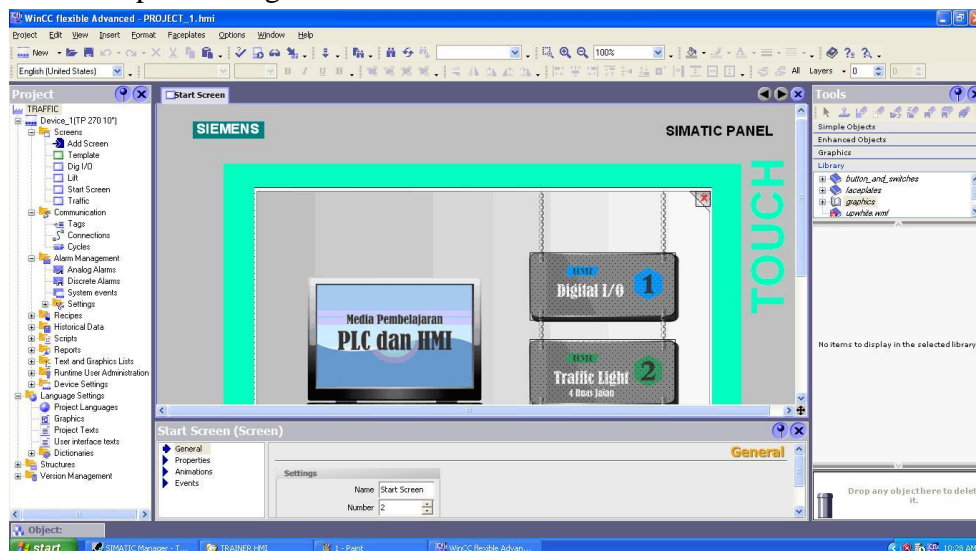 WinCC flexible Advanced - PROJECT_1.hmi
Project Edit View Insert Format Faceplates Options Window Help
New 100%
English (United States) B I U All Layers 0 0
Project
TRAFFIC
Device_1(TP 270 10")
Screens
Add Screen
Template
Dig I/O
Lift
Start Screen
Traffic
Communication
Tags
Connections
Cycles
Alarm Management
Analog Alarms
Discrete Alarms
System events
Settings
Recipes
Historical Data
Scripts
Reports
Text and Graphics Lists
Runtime User Administration
Device Settings
Language Settings
Project Languages
Graphics
Project Texts
User interface texts
Dictionaries
Structures
Version Management
Start Screen
SIEMENS
SIMATIC PANEL
TOUCH
Media Pembelajaran
PLC dan HMI
HMI
Digital I/O 1
HMI
Traffic Light 2
4 Ruas Jalan
Start Screen (Screen)
General
Properties
Animations
Events
General
Settings
Name Start Screen
Number 2
Tools
Simple Objects
Enhanced Objects
Graphics
Library
button_and_switches
faceplates
graphics
upwhite.wmf
No items to display in the selected library
Drop any object here to delet
it.
Object:
start SIMATIC Manager - T... TRAINER HMI 1 - Paint WinCC flexible Advan... 10:28 AM